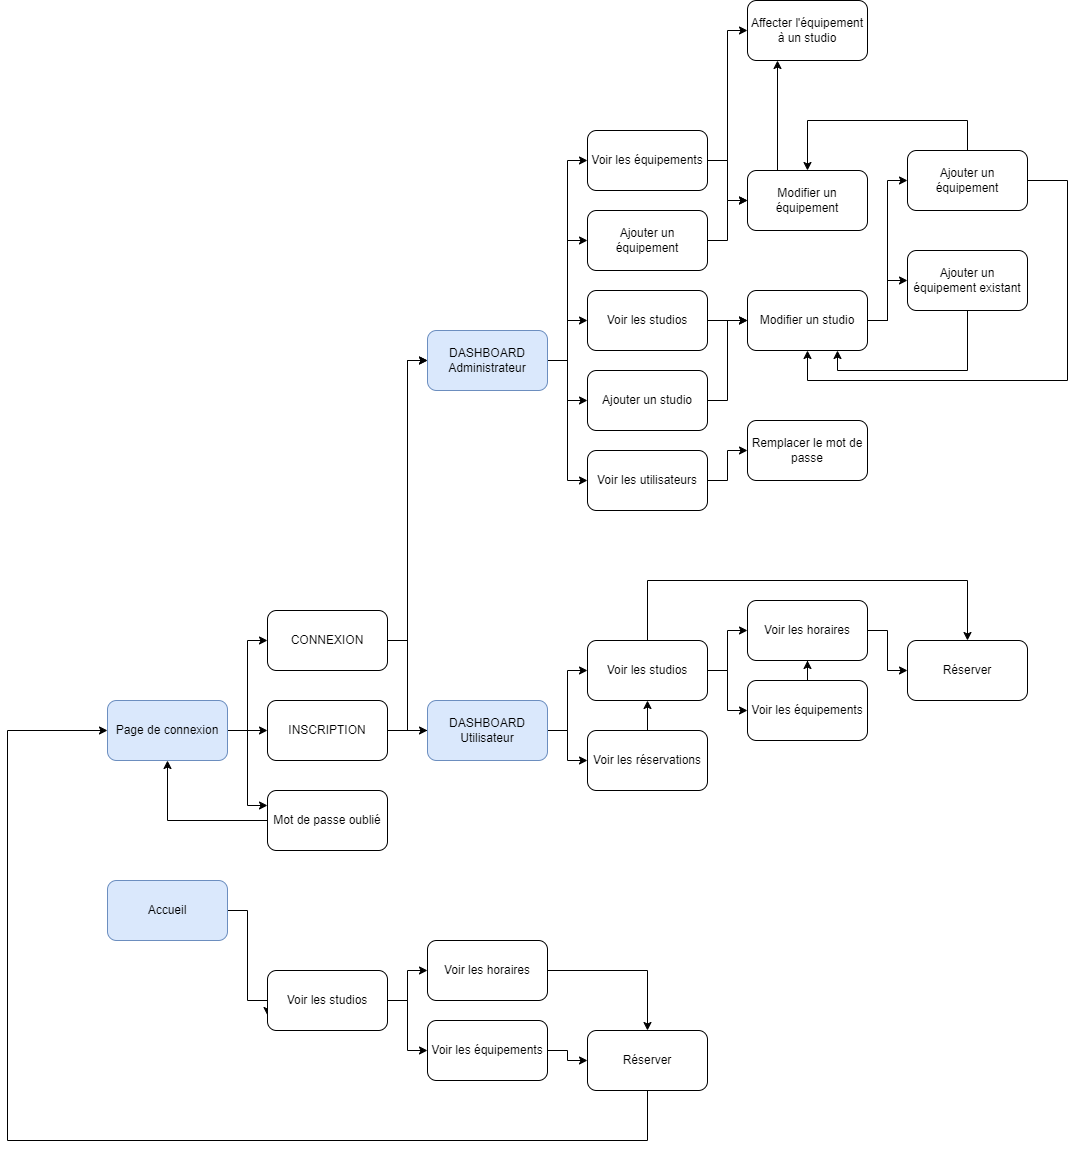 Affecter l'équipement
à un studio
Voir les équipements
Modifier un
équipement
Ajouter un
équipement
Ajouter un
équipement
Ajouter un
équipement existant
Voir les studios
Modifier un studio
DASHBOARD
Administrateur
Ajouter un studio
Remplacer le mot de
passe
Voir les utilisateurs
CONNEXION
Voir les horaires
Voir les studios
Réserver
Page de connexion
INSCRIPTION
DASHBOARD
Utilisateur
Voir les équipements
Voir les réservations
Mot de passe oublié
Accueil
Voir les horaires
Voir les studios
Voir les équipements
Réserver